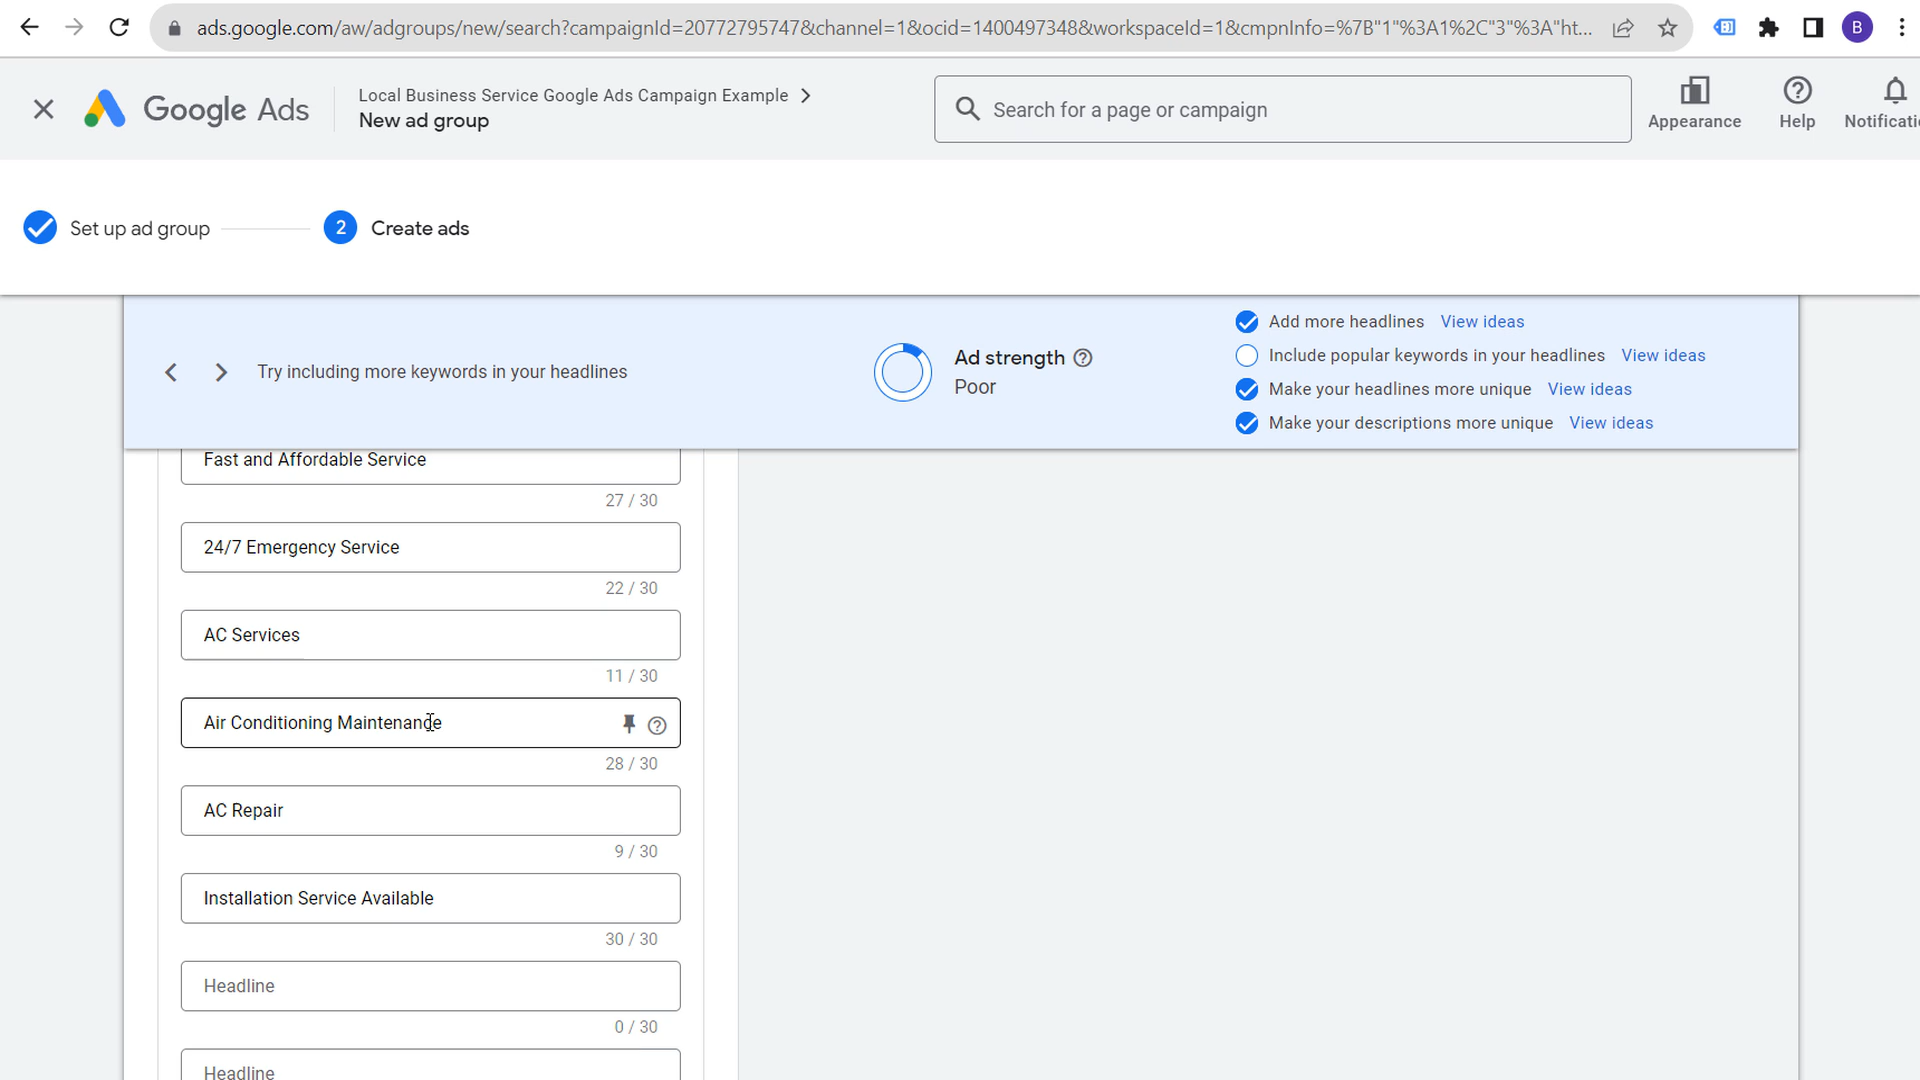 ads.google.com/aw/adgroups/new/search?campaignId=20772795747&channel=1&ocid=1400497348&workspaceId=1&cmpnInfo=%7B"1"%3A1%2C"3"%3A"ht...
B
Google Ads
Local Business Service Google Ads Campaign Example
New ad group
Search for a page or campaign
Appearance
Help
Notificati
Set up ad group
2
Create ads
Try including more keywords in your headlines
Ad strength
Poor
Add more headlines View ideas
Include popular keywords in your headlines View ideas
Make your headlines more unique View ideas
Make your descriptions more unique View ideas
Fast and Affordable Service
27 / 30
24/7 Emergency Service
22 / 30
AC Services
11 / 30
Air Conditioning Maintenance
28 / 30
AC Repair
9 / 30
Installation Service Available
30 / 30
Headline
0 / 30
Headline